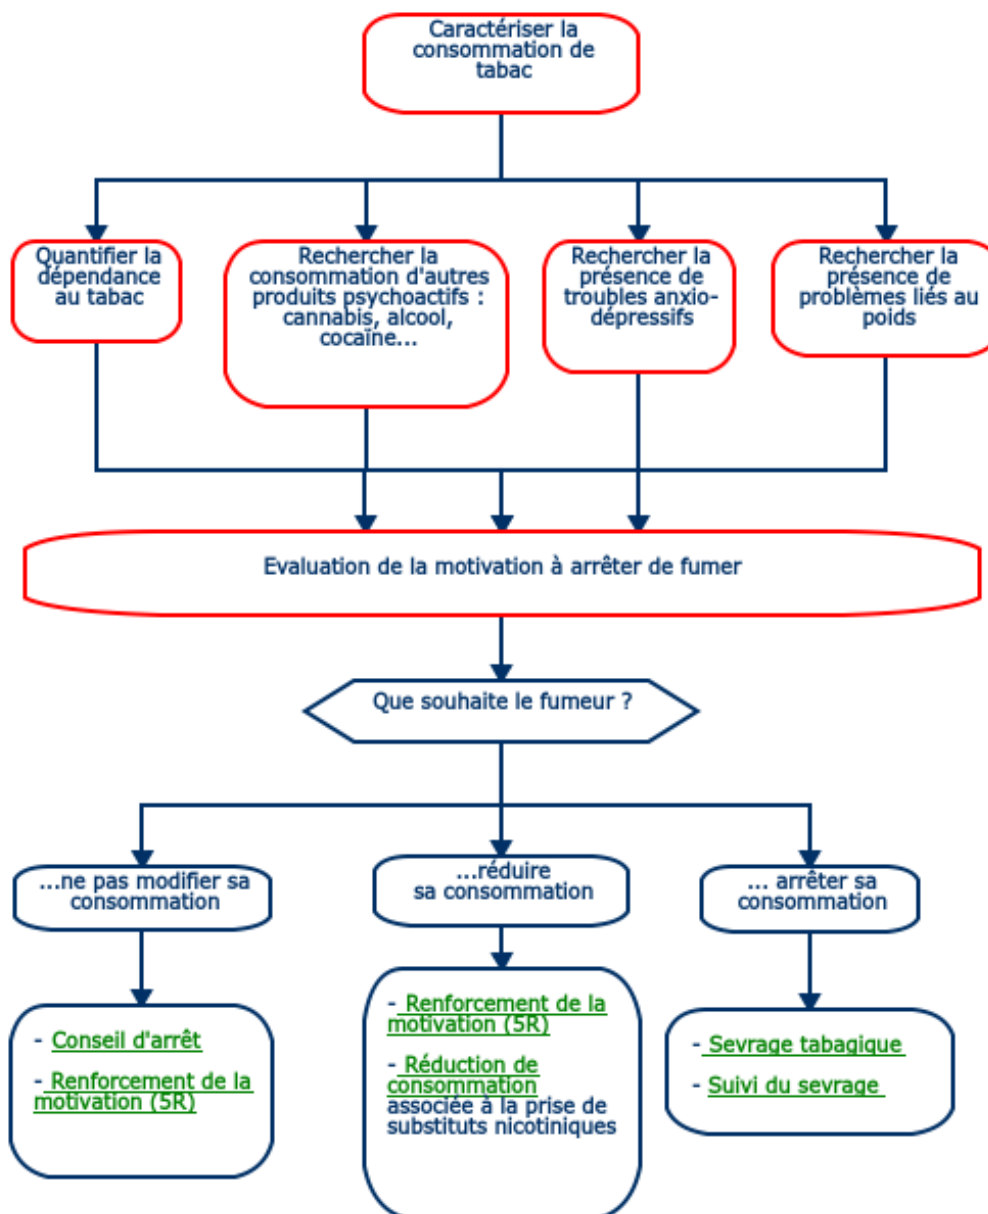 Caractériser la
consommation de
tabac
Quantifier la
dépendance
au tabac
Rechercher la
consommation d'autres
produits psychoactifs :
cannabis, alcool,
cocaïne...
Rechercher la
présence de
troubles anxio-
dépressifs
Rechercher la
présence de
problèmes liés au
poids
Evaluation de la motivation à arrêter de fumer
Que souhaite le fumeur ?
...ne pas modifier sa
consommation
...réduire
sa consommation
... arrêter sa
consommation
- Conseil d'arrêt
- Renforcement de la
motivation (5R)
- Renforcement de la
motivation (5R)
- Réduction de
consommation
associée à la prise de
substituts nicotiniques
- Sevrage tabagique
- Suivi du sevrage